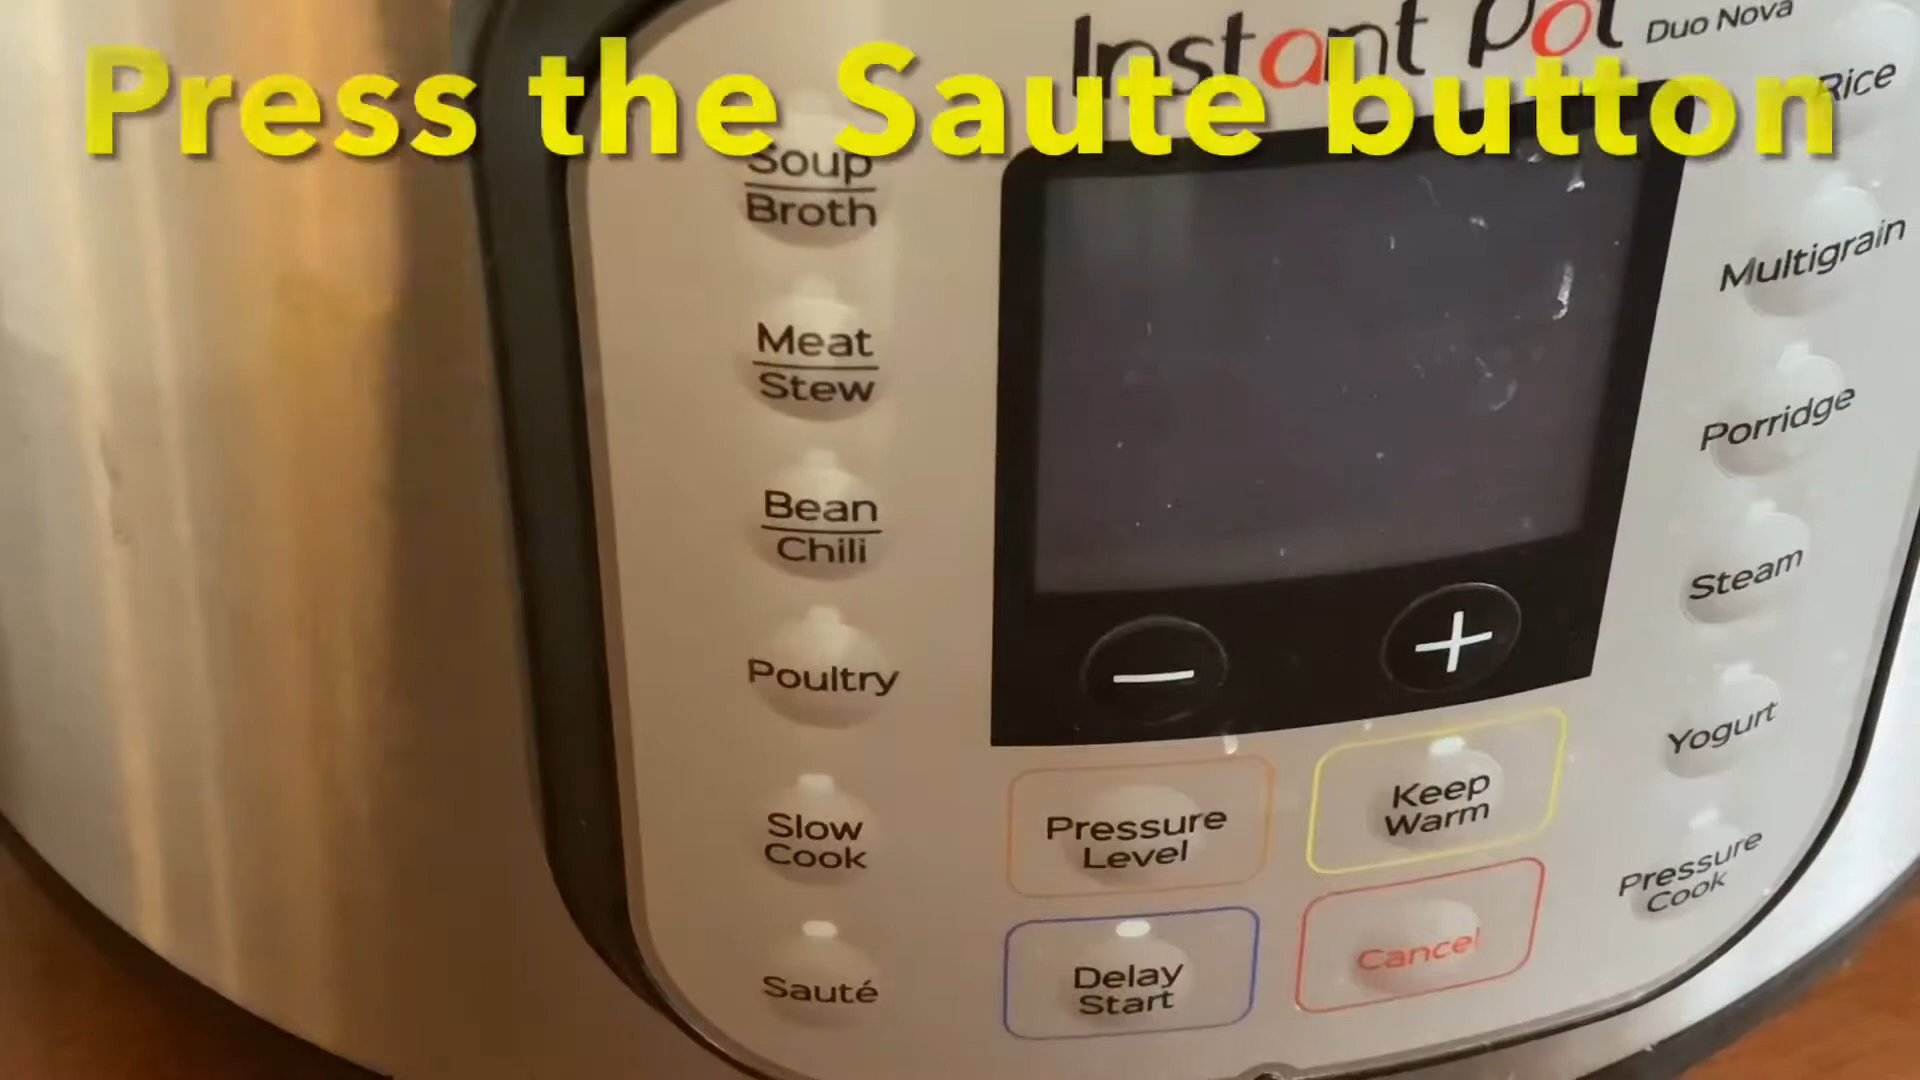 Press the Saute button
Instant Pot Duo Nova
Soup
Broth
Meat
Stew
Bean
Chili
Poultry
Slow
Cook
Sauté
Pressure
Level
Keep
Warm
Delay
Start
Cancel
Rice
Multigrain
Porridge
Steam
Yogurt
Pressure
Cook